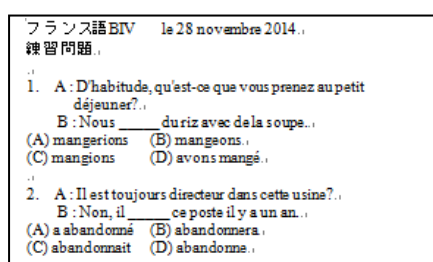 フランス語BIV le 28 novembre 2014.
練習問題.
1. A : D'habitude, qu'est-ce que vous prenez au petit
déjeuner?.
B : Nous _____ du riz avec de la soupe..
(A) mangerions (B) mangeons.
(C) mangions (D) avons mangé.
2. A : Il est toujours directeur dans cette usine?.
B : Non, il _____ ce poste il y a un an..
(A) a abandonné (B) abandonnera.
(C) abandonnait (D) abandonne.